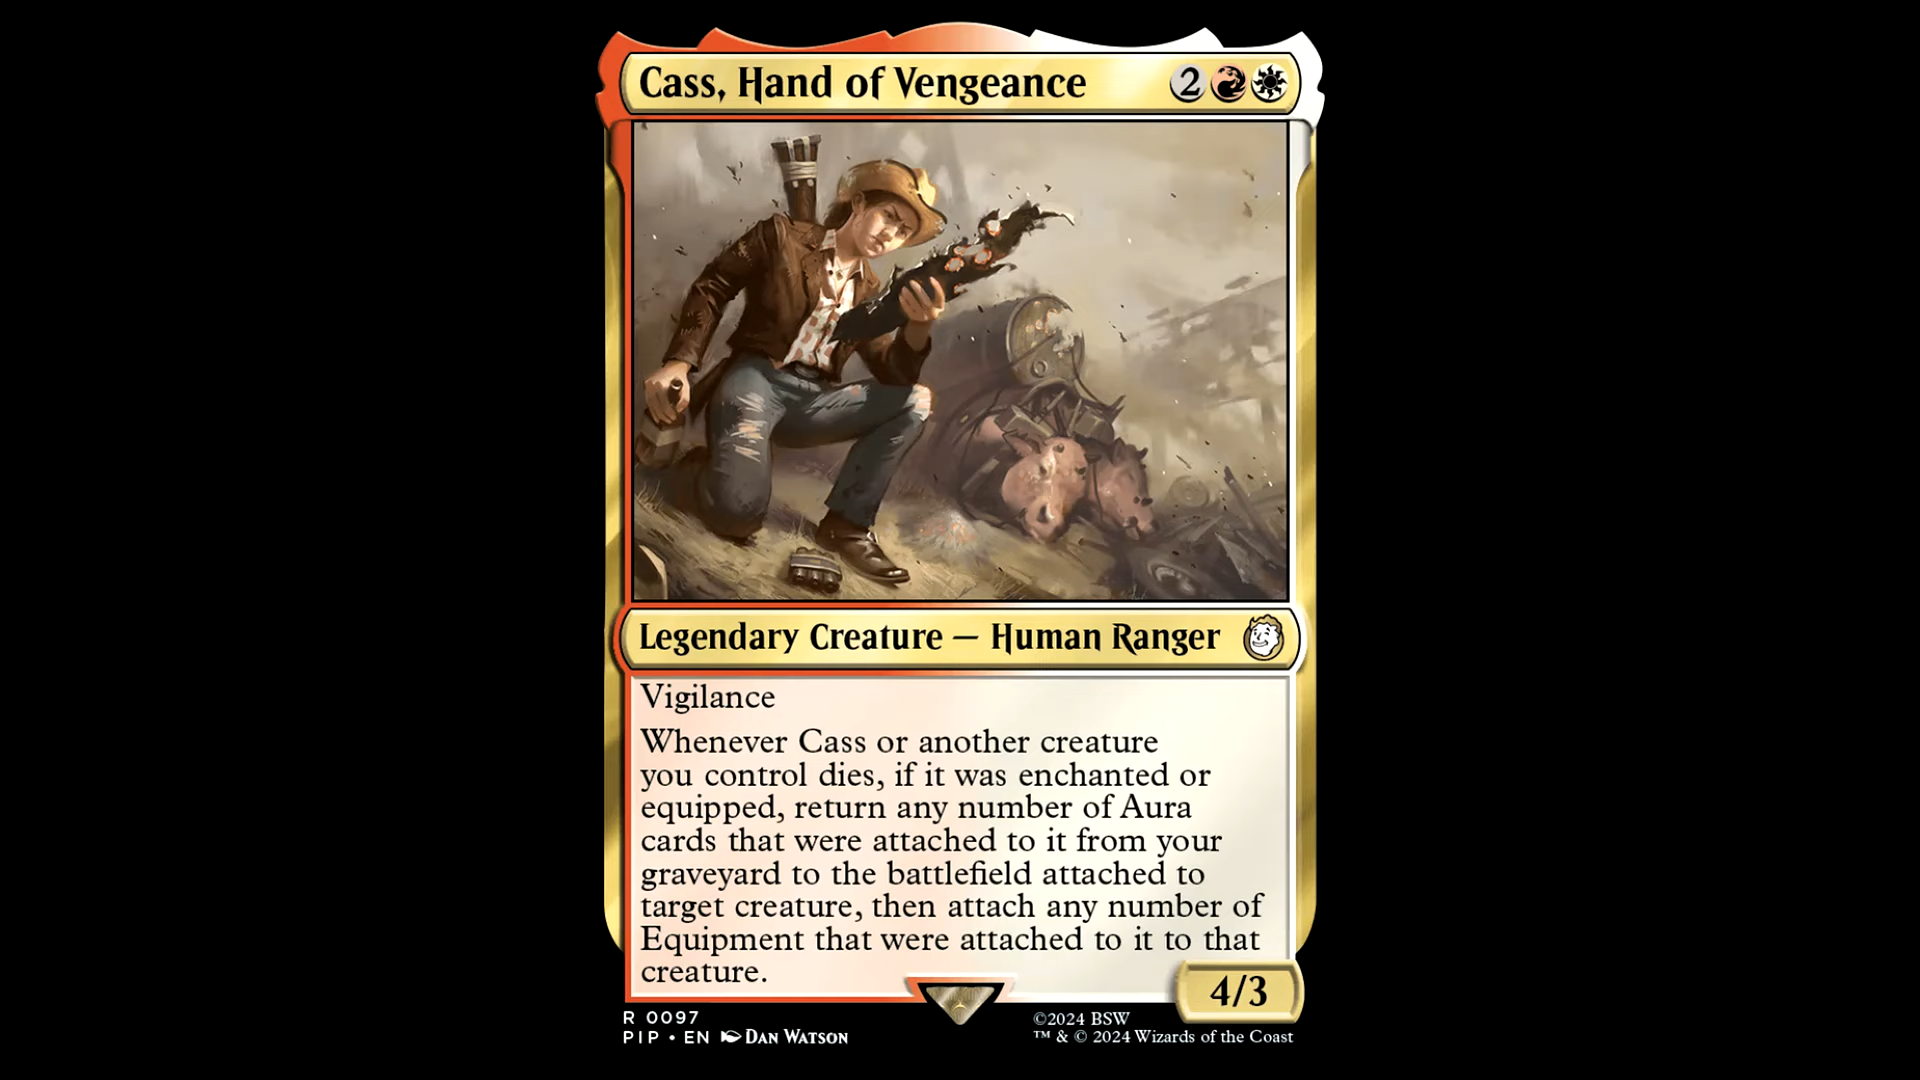 Cass, Hand of Vengeance 2
Legendary Creature — Human Ranger
Vigilance
Whenever Cass or another creature
you control dies, if it was enchanted or
equipped, return any number of Aura
cards that were attached to it from your
graveyard to the battlefield attached to
target creature, then attach any number of
Equipment that were attached to it to that
creature.
4/3
R 0097
PIP • EN DAN WATSON
©2024 BSW
™ & © 2024 Wizards of the Coast